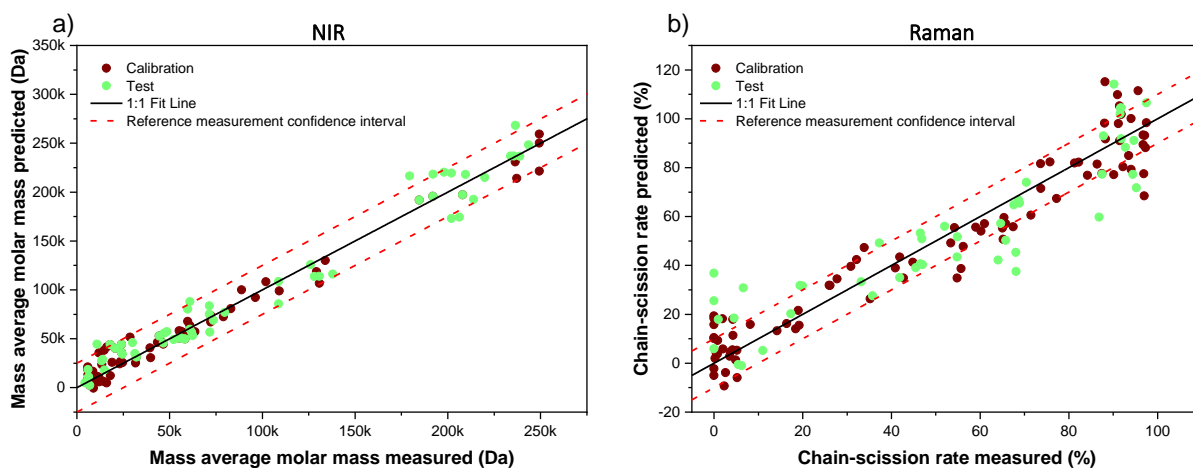 a)
NIR
Mass average molar mass predicted (Da)
350k
300k
250k
200k
150k
100k
50k
0
Calibration
Test
1:1 Fit Line
Reference measurement confidence interval
0
50k
100k
150k
200k
250k
Mass average molar mass measured (Da)
b)
Raman
Chain-scission rate predicted (%)
120
100
80
60
40
20
0
-20
Calibration
Test
1:1 Fit Line
Reference measurement confidence interval
0
20
40
60
80
100
Chain-scission rate measured (%)